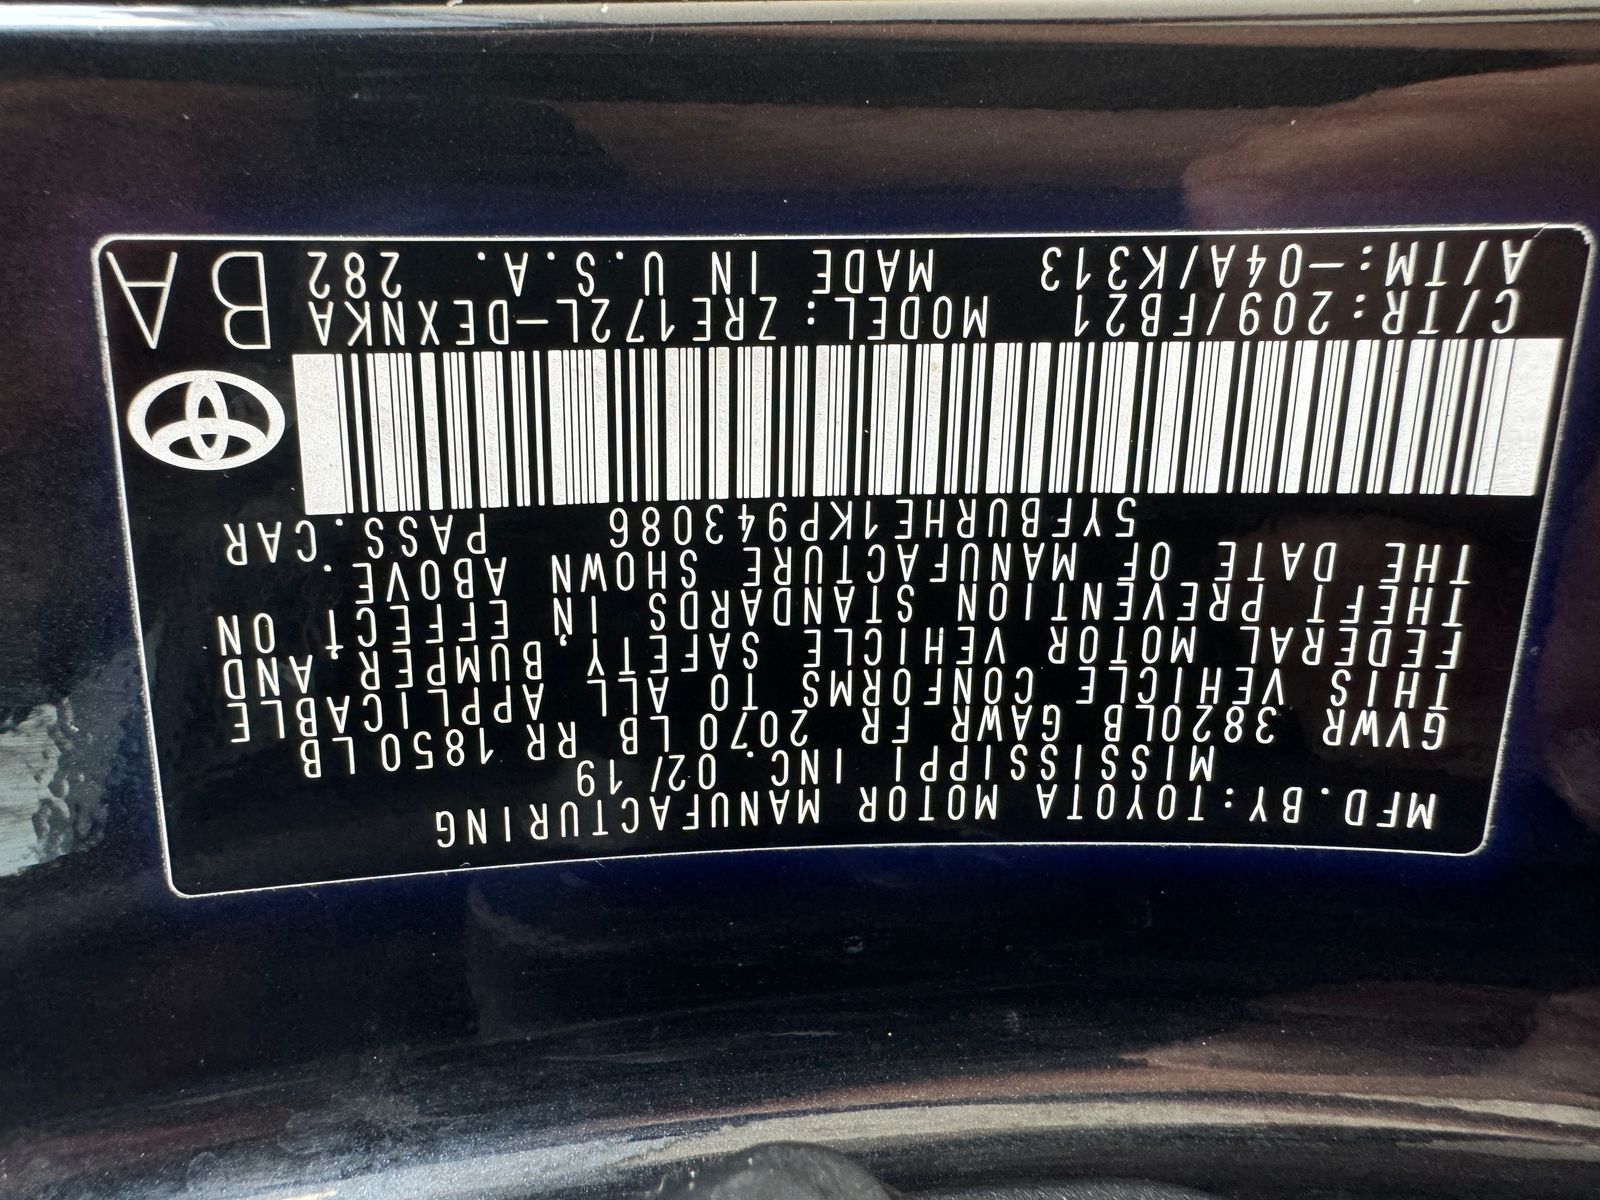 MFD.BY:TOYOTA MOTOR MANUFACTURING
MISSISSIPPI INC. 02/19
GVWR 3820LB GAWR FR 2070 LB RR 1850LB
THIS VEHICLE CONFORMS TO ALL APPLICABLE
FEDERAL MOTOR VEHICLE SAFETY, BUMPER, AND
THEFT PREVENTION STANDARDS IN EFFECT ON
THE DATE OF MANUFACTURE SHOWN ABOVE.
5YFBURHE1KP943086 PASS.CAR
C/TR:209/FB21 MODEL:ZRE172L-DEXNKA
A/TM:-04A/K313 MADE IN U.S.A. 282
BA